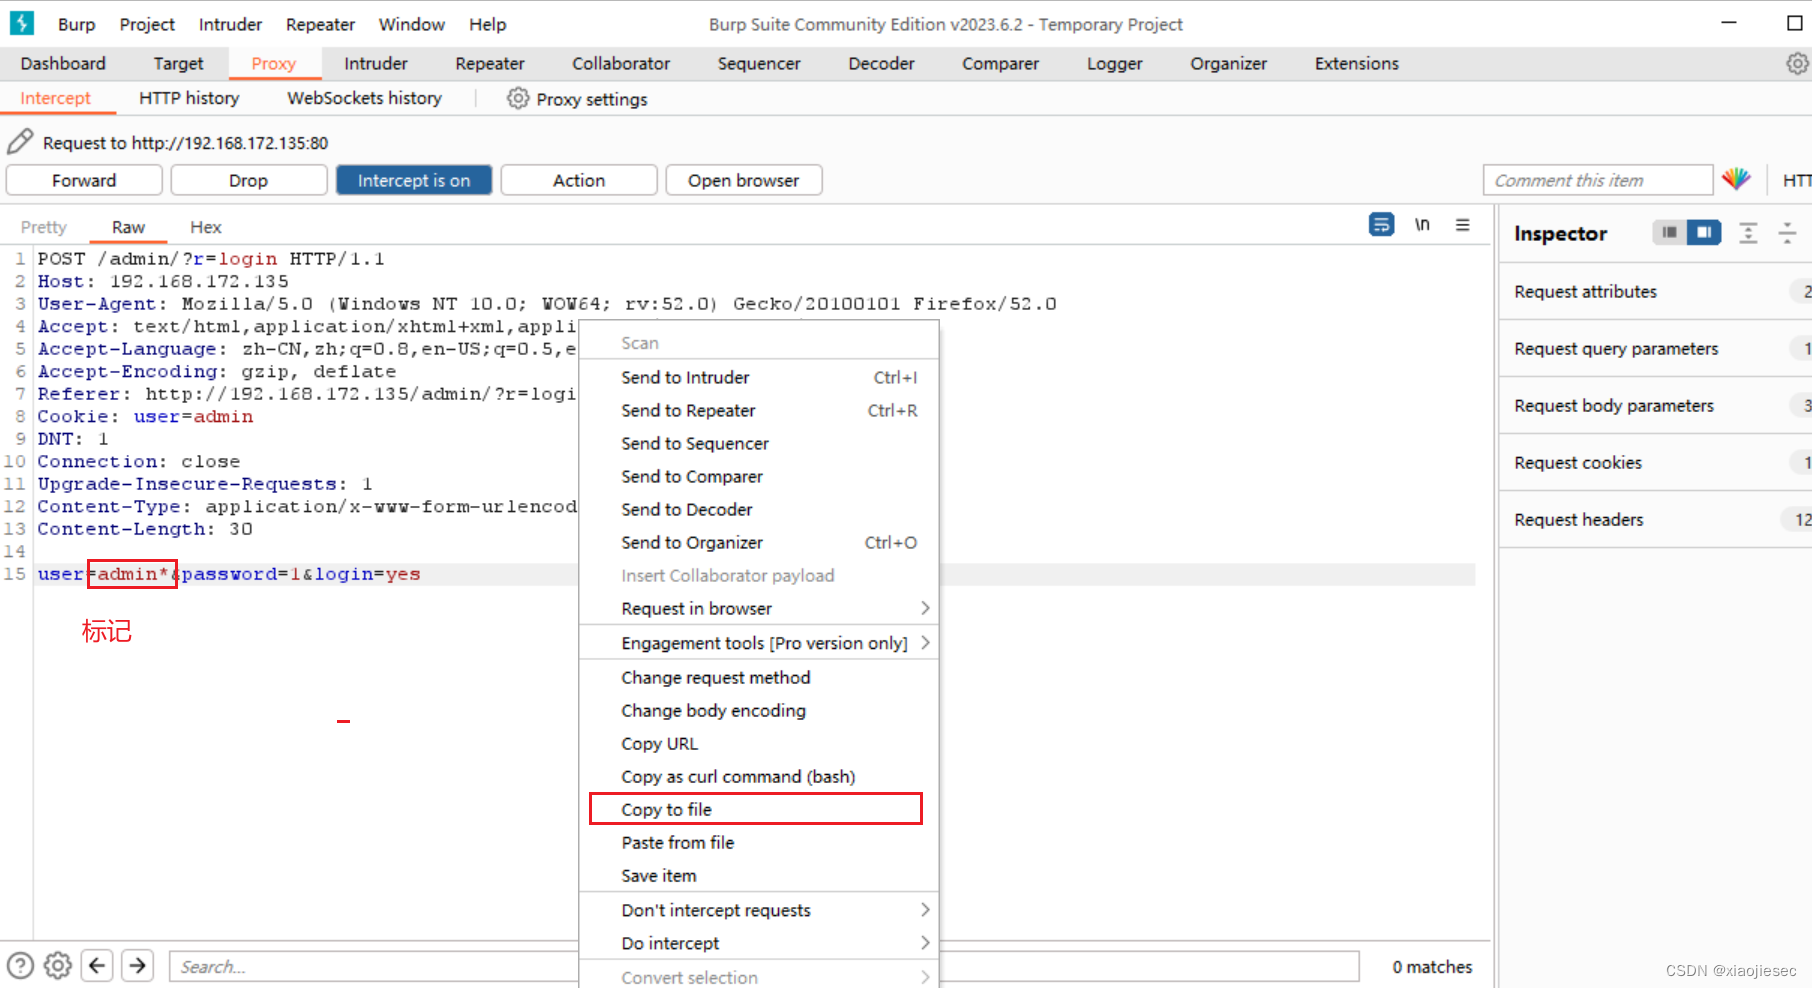 Burp Project Intruder Repeater Window Help Burp Suite Community Edition v2023.6.2 - Temporary Project
Dashboard Target Proxy Intruder Repeater Collaborator Sequencer Decoder Comparer Logger Organizer Extensions
Intercept HTTP history WebSockets history Proxy settings
Request to http://192.168.172.135:80
Forward Drop Intercept is on Action Open browser Comment this item HTT
Pretty Raw Hex \n
1 POST /admin/?r=login HTTP/1.1
2 Host: 192.168.172.135
3 User-Agent: Mozilla/5.0 (Windows NT 10.0; WOW64; rv:52.0) Gecko/20100101 Firefox/52.0
4 Accept: text/html,application/xhtml+xml,appli
5 Accept-Language: zh-CN,zh;q=0.8,en-US;q=0.5,e
6 Accept-Encoding: gzip, deflate
7 Referer: http://192.168.172.135/admin/?r=logi
8 Cookie: user=admin
9 DNT: 1
10 Connection: close
11 Upgrade-Insecure-Requests: 1
12 Content-Type: application/x-www-form-urlencod
13 Content-Length: 30
14
15 user=admin*&password=1&login=yes
标记
Scan
Send to Intruder Ctrl+I
Send to Repeater Ctrl+R
Send to Sequencer
Send to Comparer
Send to Decoder
Send to Organizer Ctrl+O
Insert Collaborator payload
Request in browser
Engagement tools [Pro version only]
Change request method
Change body encoding
Copy URL
Copy as curl command (bash)
Copy to file
Paste from file
Save item
Don't intercept requests
Do intercept
Convert selection
Inspector
Request attributes 2
Request query parameters 1
Request body parameters 3
Request cookies 1
Request headers 12
Search... 0 matches
CSDN @xiaojiesec